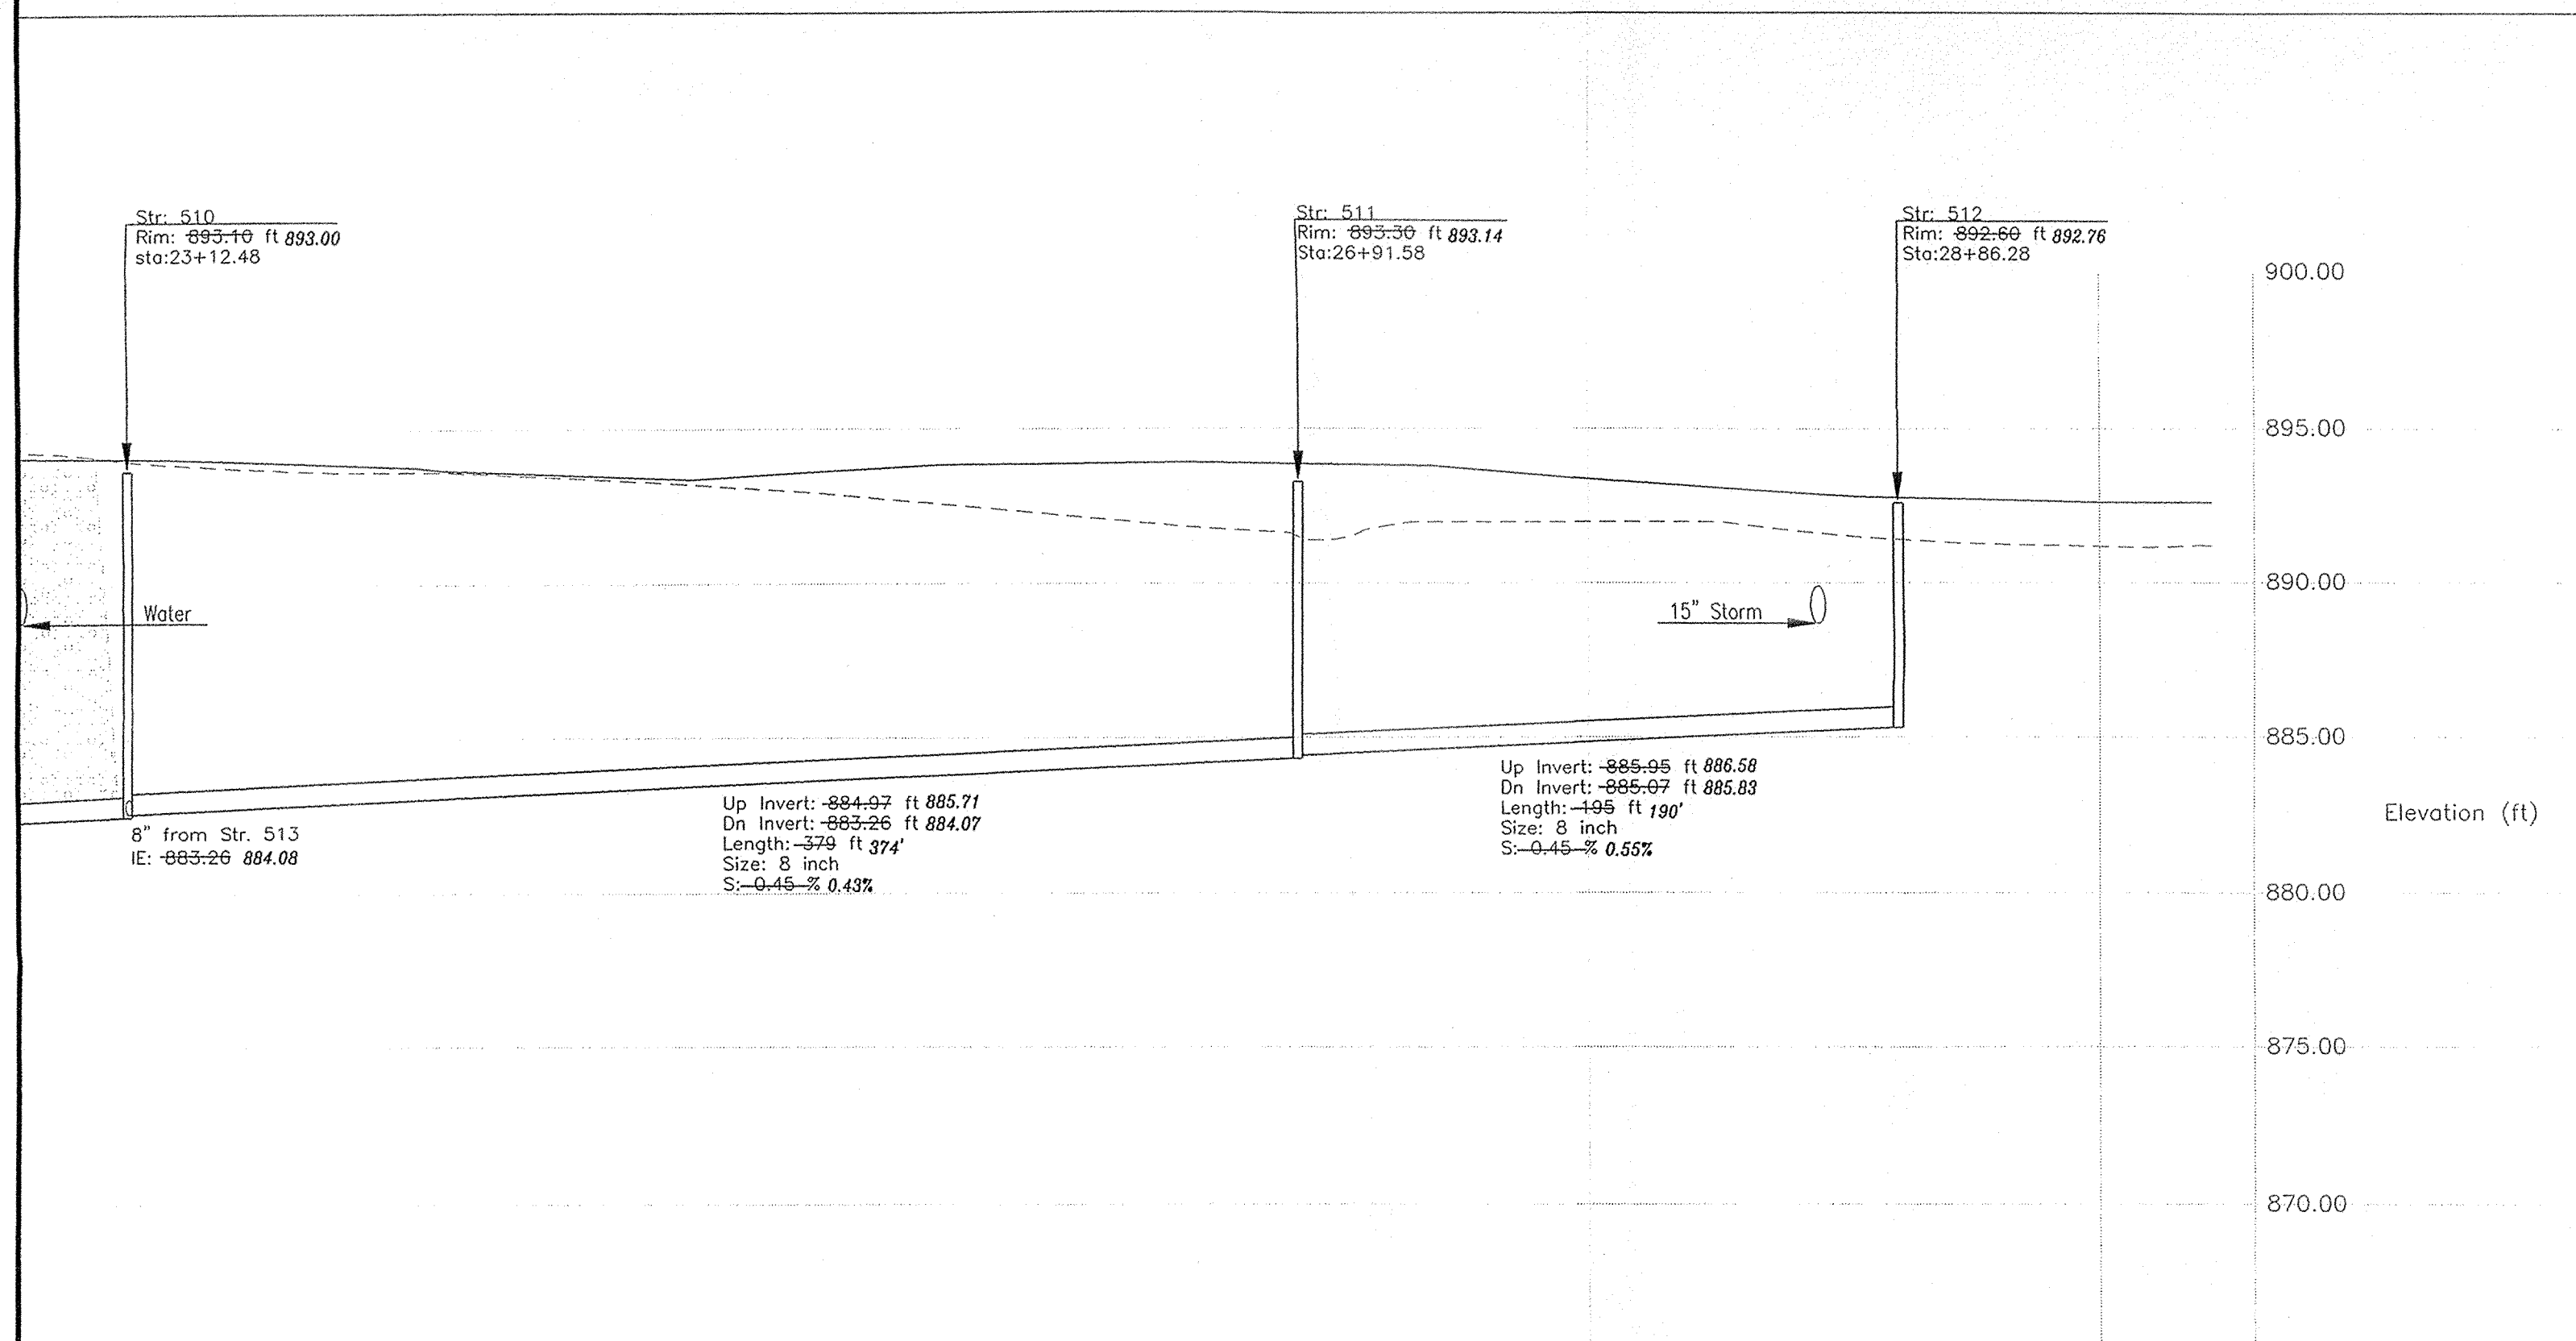 Str: 510
Rim: 893.10 ft 893.00
sta:23+12.48
Str: 511
Rim: 893.30 ft 893.14
Sta:26+91.58
Str: 512
Rim: 892.60 ft 892.76
Sta:28+86.28
900.00
895.00
890.00
Water
15" Storm
885.00
Up Invert: 885.95 ft 886.58
Dn Invert: 885.07 ft 885.83
Length: 195 ft 190'
Size: 8 inch
S: 0.45 % 0.55%
Up Invert: 884.97 ft 885.71
Dn Invert: 883.26 ft 884.07
Length: 379 ft 374'
Size: 8 inch
S: 0.45 % 0.43%
8" from Str. 513
IE: 883.26 884.08
Elevation (ft)
880.00
875.00
870.00